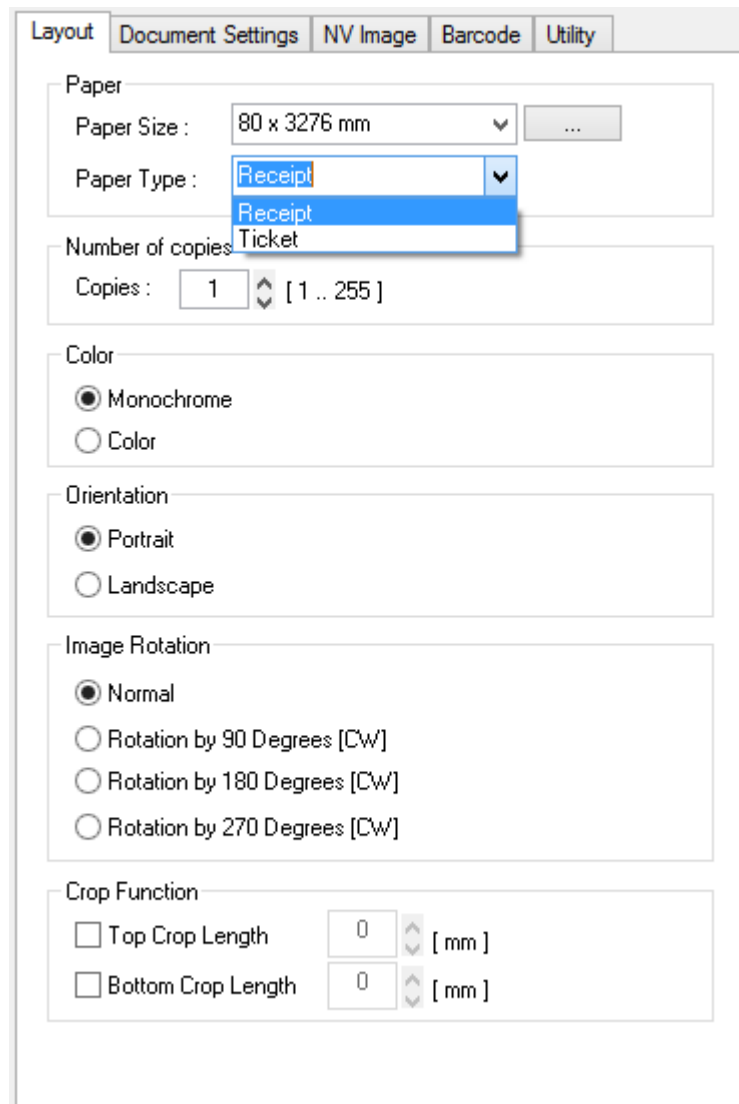 Layout Document Settings NV Image Barcode Utility
Paper
Paper Size : 80 x 3276 mm ...
Paper Type : Receipt
Receipt
Ticket
Number of copies
Copies : 1 [ 1 .. 255 ]
Color
Monochrome
Color
Orientation
Portrait
Landscape
Image Rotation
Normal
Rotation by 90 Degrees [CW]
Rotation by 180 Degrees [CW]
Rotation by 270 Degrees [CW]
Crop Function
Top Crop Length 0 [ mm ]
Bottom Crop Length 0 [ mm ]